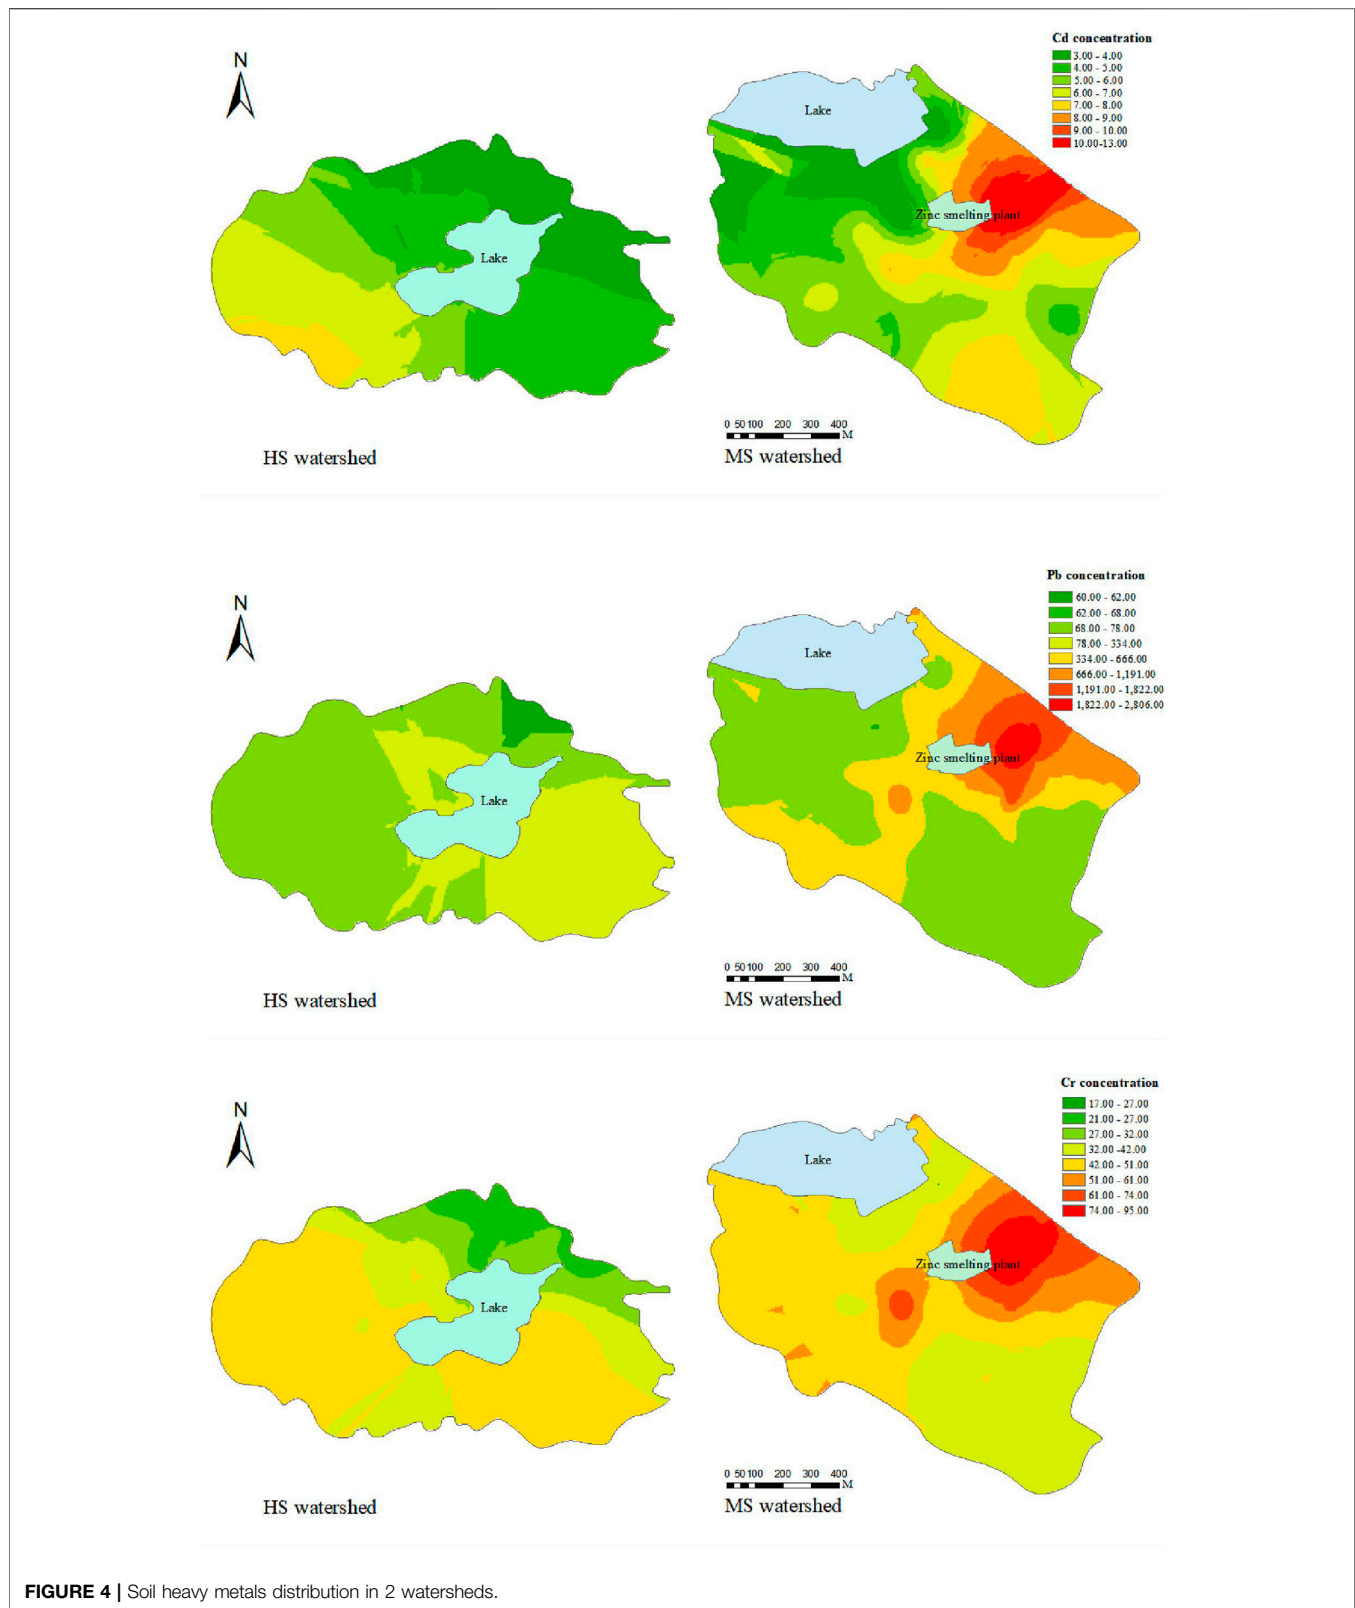 Cd concentration
3.00 - 4.00
4.00 - 5.00
5.00 - 6.00
6.00 - 7.00
7.00 - 8.00
8.00 - 9.00
9.00 - 10.00
10.00-13.00
N
Lake
Lake
Zinc smelting plant
0 50 100 200 300 400
M
HS watershed
MS watershed
Pb concentration
60.00 - 62.00
62.00 - 68.00
68.00 - 78.00
78.00 - 334.00
334.00 - 666.00
666.00 - 1,191.00
1,191.00 - 1,822.00
1,822.00 - 2,806.00
N
Lake
Lake
Zinc smelting plant
0 50 100 200 300 400
M
HS watershed
MS watershed
Cr concentration
17.00 - 27.00
21.00 - 27.00
27.00 - 32.00
32.00 -42.00
42.00 - 51.00
51.00 - 61.00
61.00 - 74.00
74.00 - 95.00
N
Lake
Lake
Zinc smelting plant
0 50 100 200 300 400
M
HS watershed
MS watershed
FIGURE 4 | Soil heavy metals distribution in 2 watersheds.